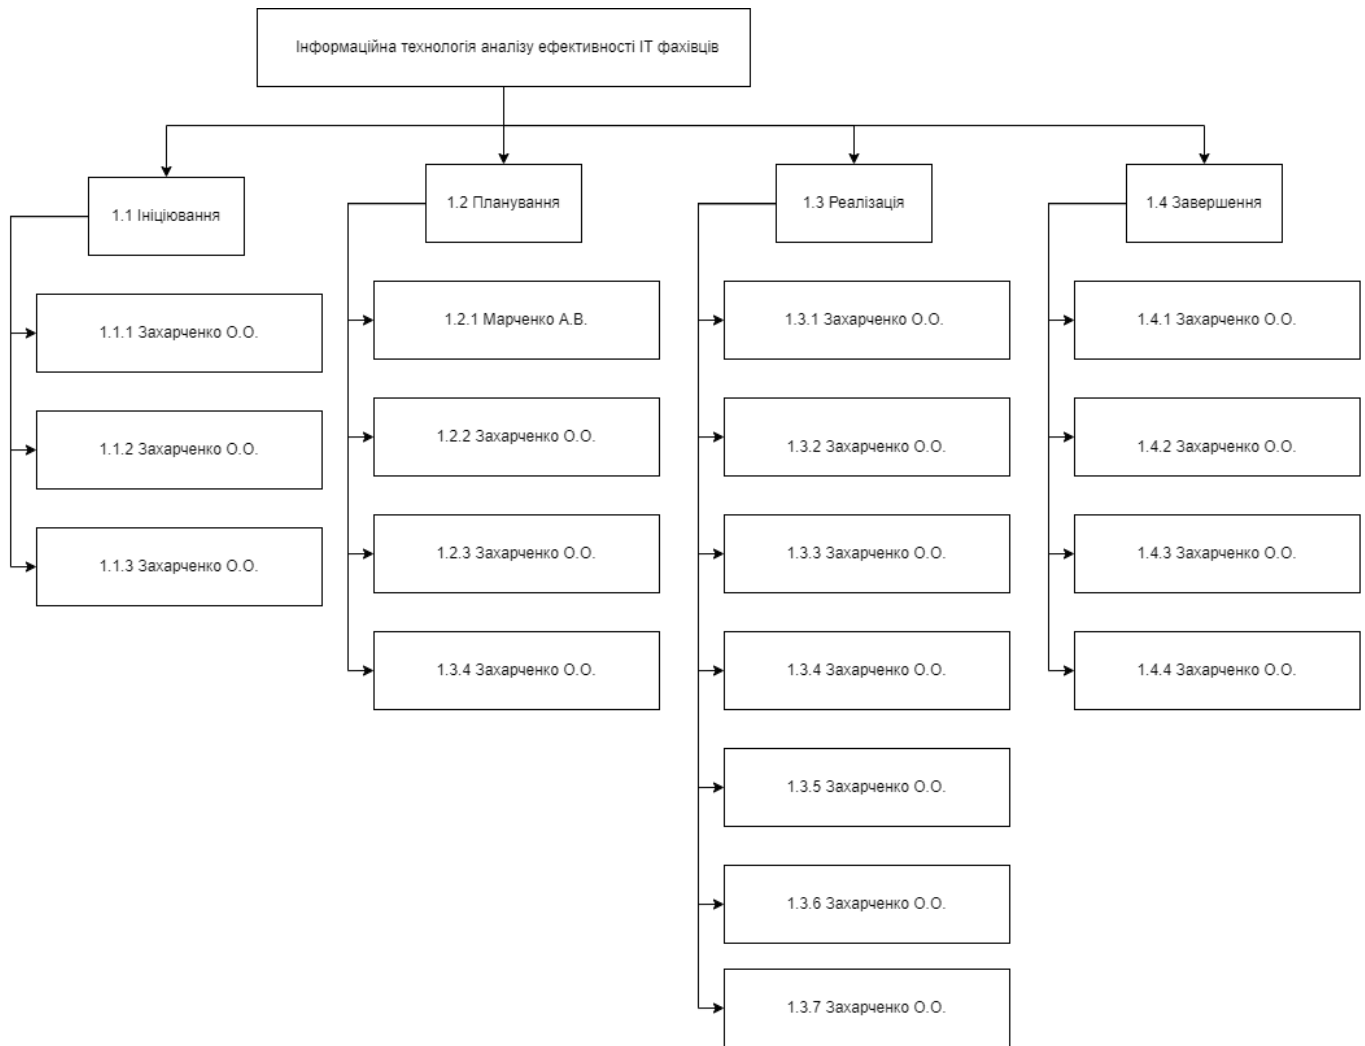 Інформаційна технологія аналізу ефективності ІТ фахівців
1.1 Ініціювання
1.1.1 Захарченко О.О.
1.1.2 Захарченко О.О.
1.1.3 Захарченко О.О.
1.2 Планування
1.2.1 Марченко А.В.
1.2.2 Захарченко О.О.
1.2.3 Захарченко О.О.
1.3.4 Захарченко О.О.
1.3 Реалізація
1.3.1 Захарченко О.О.
1.3.2 Захарченко О.О.
1.3.3 Захарченко О.О.
1.3.4 Захарченко О.О.
1.3.5 Захарченко О.О.
1.3.6 Захарченко О.О.
1.3.7 Захарченко О.О.
1.4 Завершення
1.4.1 Захарченко О.О.
1.4.2 Захарченко О.О.
1.4.3 Захарченко О.О.
1.4.4 Захарченко О.О.